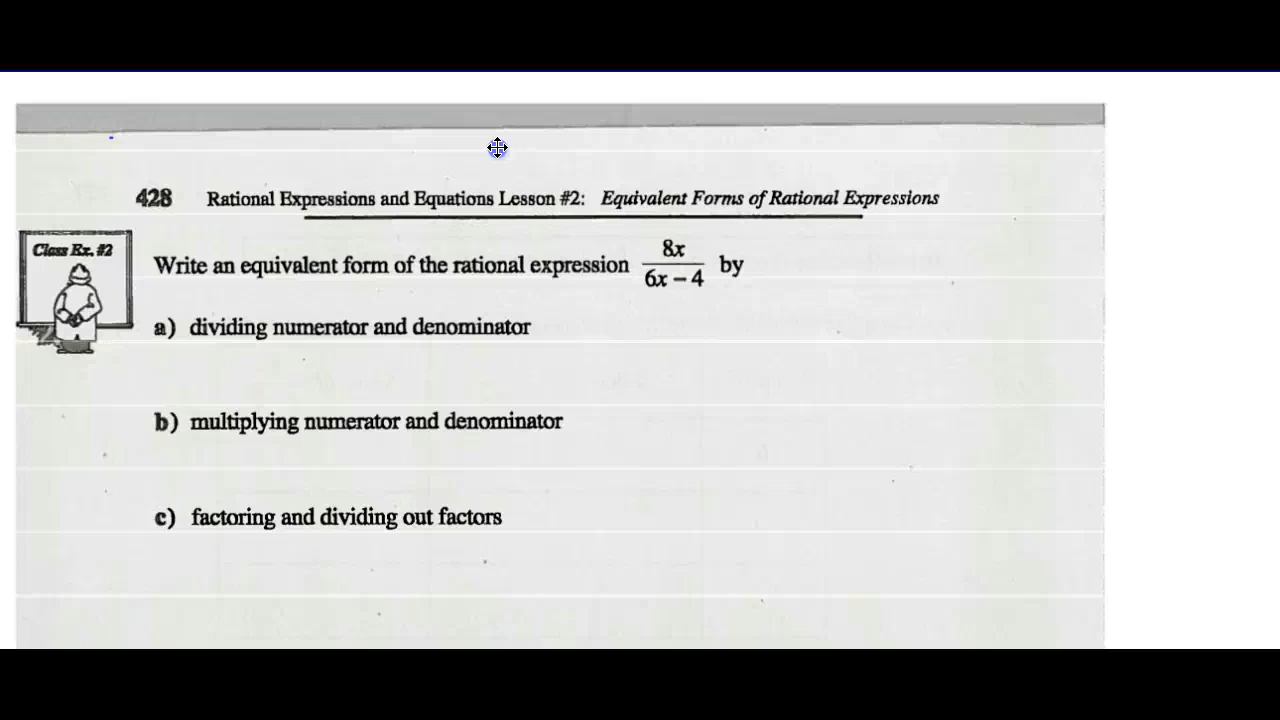 428 Rational Expressions and Equations Lesson #2: Equivalent Forms of Rational Expressions
Class Ex. #2
Write an equivalent form of the rational expression 8x / 6x – 4 by
a) dividing numerator and denominator
b) multiplying numerator and denominator
c) factoring and dividing out factors